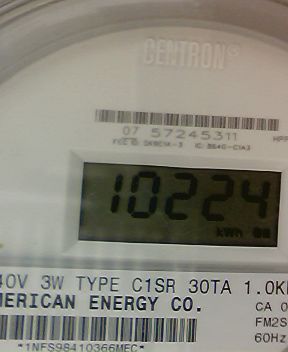 CENTRON®
07 57245311
10224
kWh
40V 3W TYPE C1SR 30TA 1.0K
MERICAN ENERGY CO.
CA 0
FM2S
60Hz
*1NFS98410366MEC*